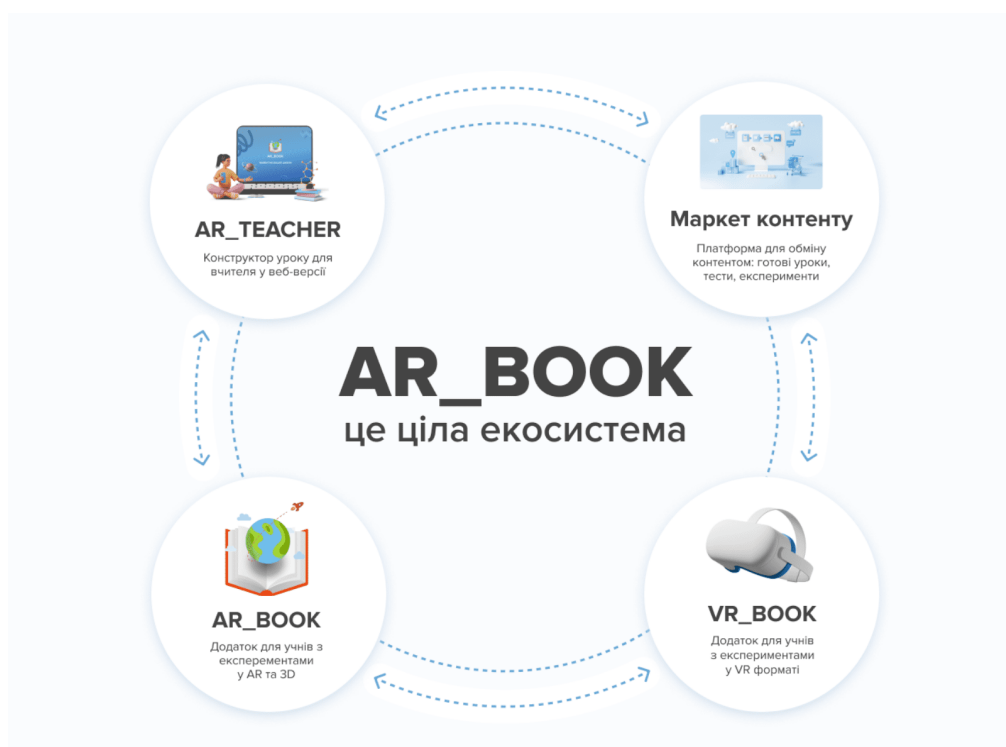 AR_TEACHER
Конструктор уроку для
вчителя у веб-версії
Маркет контенту
Платформа для обміну
контентом: готові уроки,
тести, експерименти
AR_BOOK
це ціла екосистема
AR_BOOK
Додаток для учнів з
експерементами
у AR та 3D
VR_BOOK
Додаток для учнів
з експериментами
у VR форматі